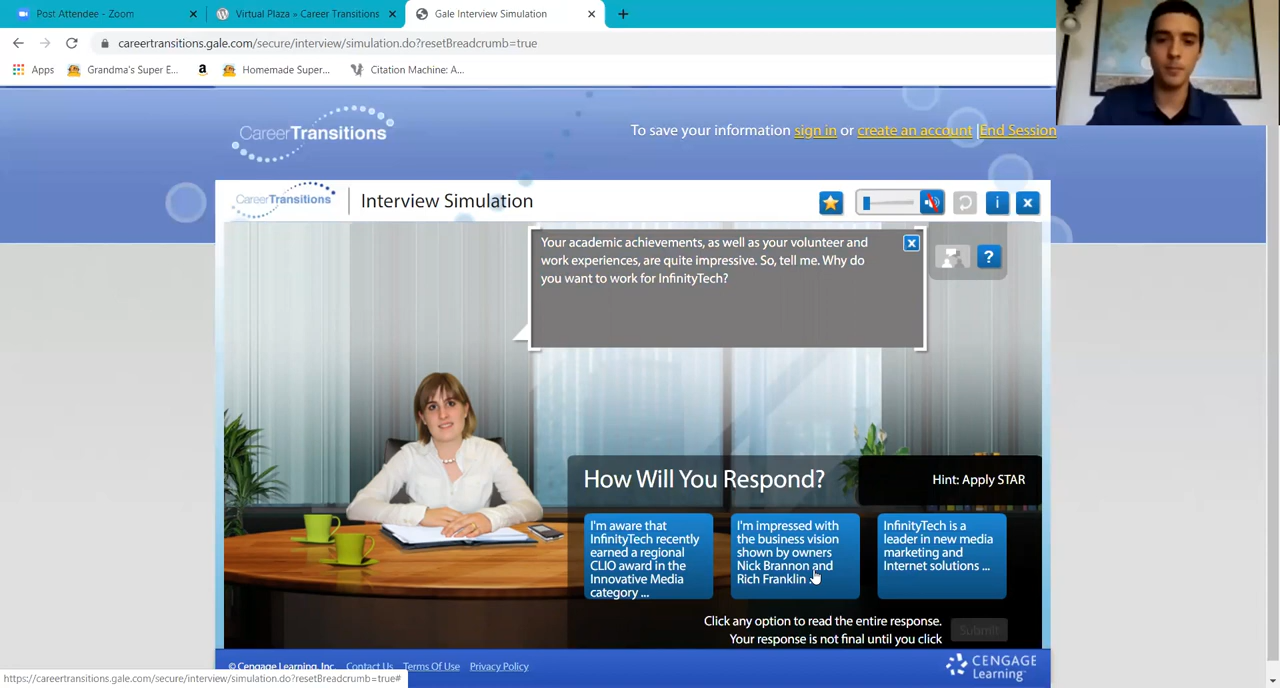 Post Attendee - Zoom
Virtual Plaza » Career Transitions
Gale Interview Simulation
careertransitions.gale.com/secure/interview/simulation.do?resetBreadcrumb=true
Apps
Grandma's Super E...
Homemade Super...
Citation Machine: A...
CareerTransitions
To save your information sign in or create an account |End Session
CareerTransitions
Interview Simulation
Your academic achievements, as well as your volunteer and
work experiences, are quite impressive. So, tell me. Why do
you want to work for InfinityTech?
How Will You Respond?
Hint: Apply STAR
I'm aware that
InfinityTech recently
earned a regional
CLIO award in the
Innovative Media
category ...
I'm impressed with
the business vision
shown by owners
Nick Brannon and
Rich Franklin ...
InfinityTech is a
leader in new media
marketing and
Internet solutions ...
Click any option to read the entire response.
Your response is not final until you click
Submit
© Cengage Learning, Inc.
Contact Us
Terms Of Use
Privacy Policy
CENGAGE
Learning™
https://careertransitions.gale.com/secure/interview/simulation.do?resetBreadcrumb=true#